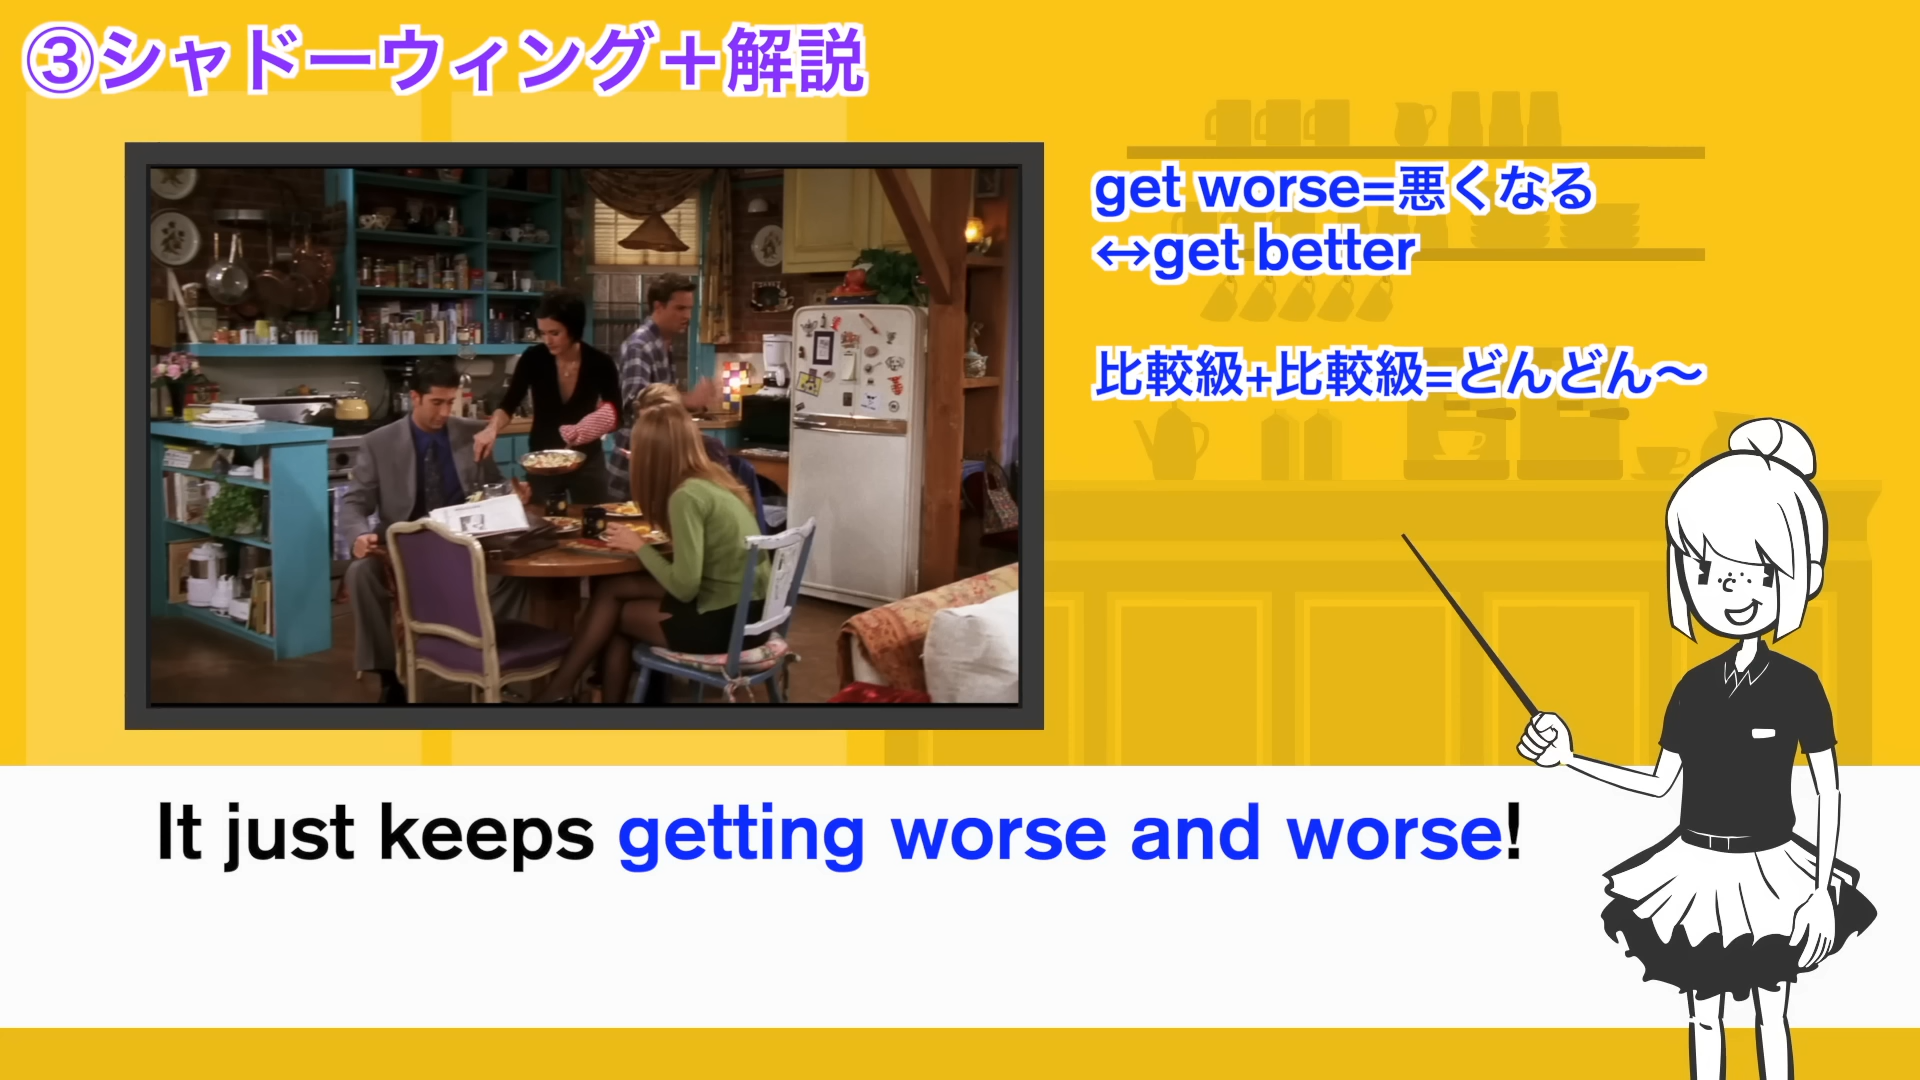 ③シャドーウィング＋解説
get worse=悪くなる
↔get better
比較級+比較級=どんどん〜
It just keeps getting worse and worse!